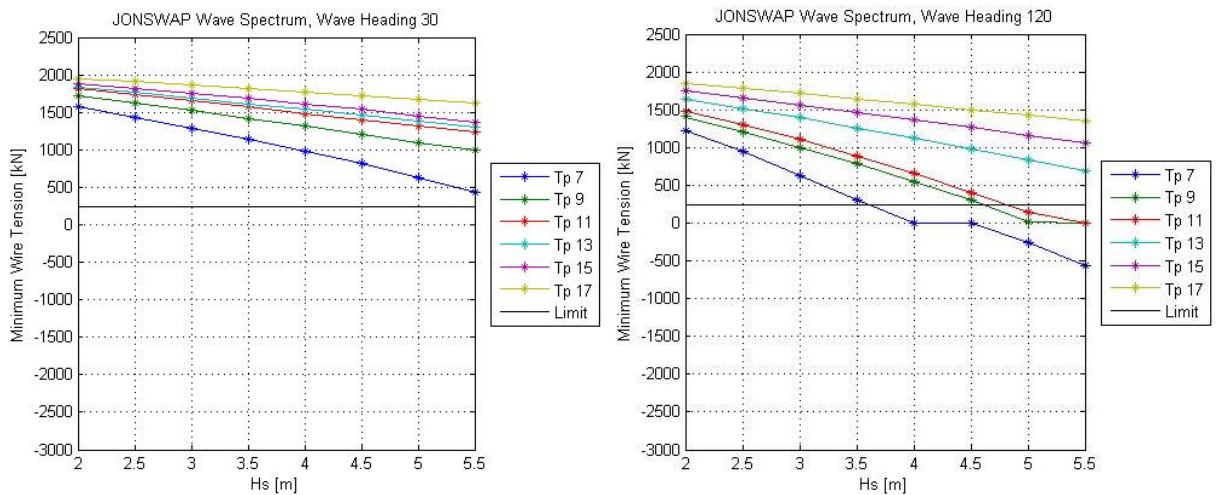 JONSWAP Wave Spectrum, Wave Heading 30
2500
2000
1500
1000
500
0
-500
-1000
-1500
-2000
-2500
-3000
Minimum Wire Tension [kN]
2 2.5 3 3.5 4 4.5 5 5.5
Hs [m]
Tp 7
Tp 9
Tp 11
Tp 13
Tp 15
Tp 17
Limit
JONSWAP Wave Spectrum, Wave Heading 120
2500
2000
1500
1000
500
0
-500
-1000
-1500
-2000
-2500
-3000
Minimum Wire Tension [kN]
2 2.5 3 3.5 4 4.5 5 5.5
Hs [m]
Tp 7
Tp 9
Tp 11
Tp 13
Tp 15
Tp 17
Limit